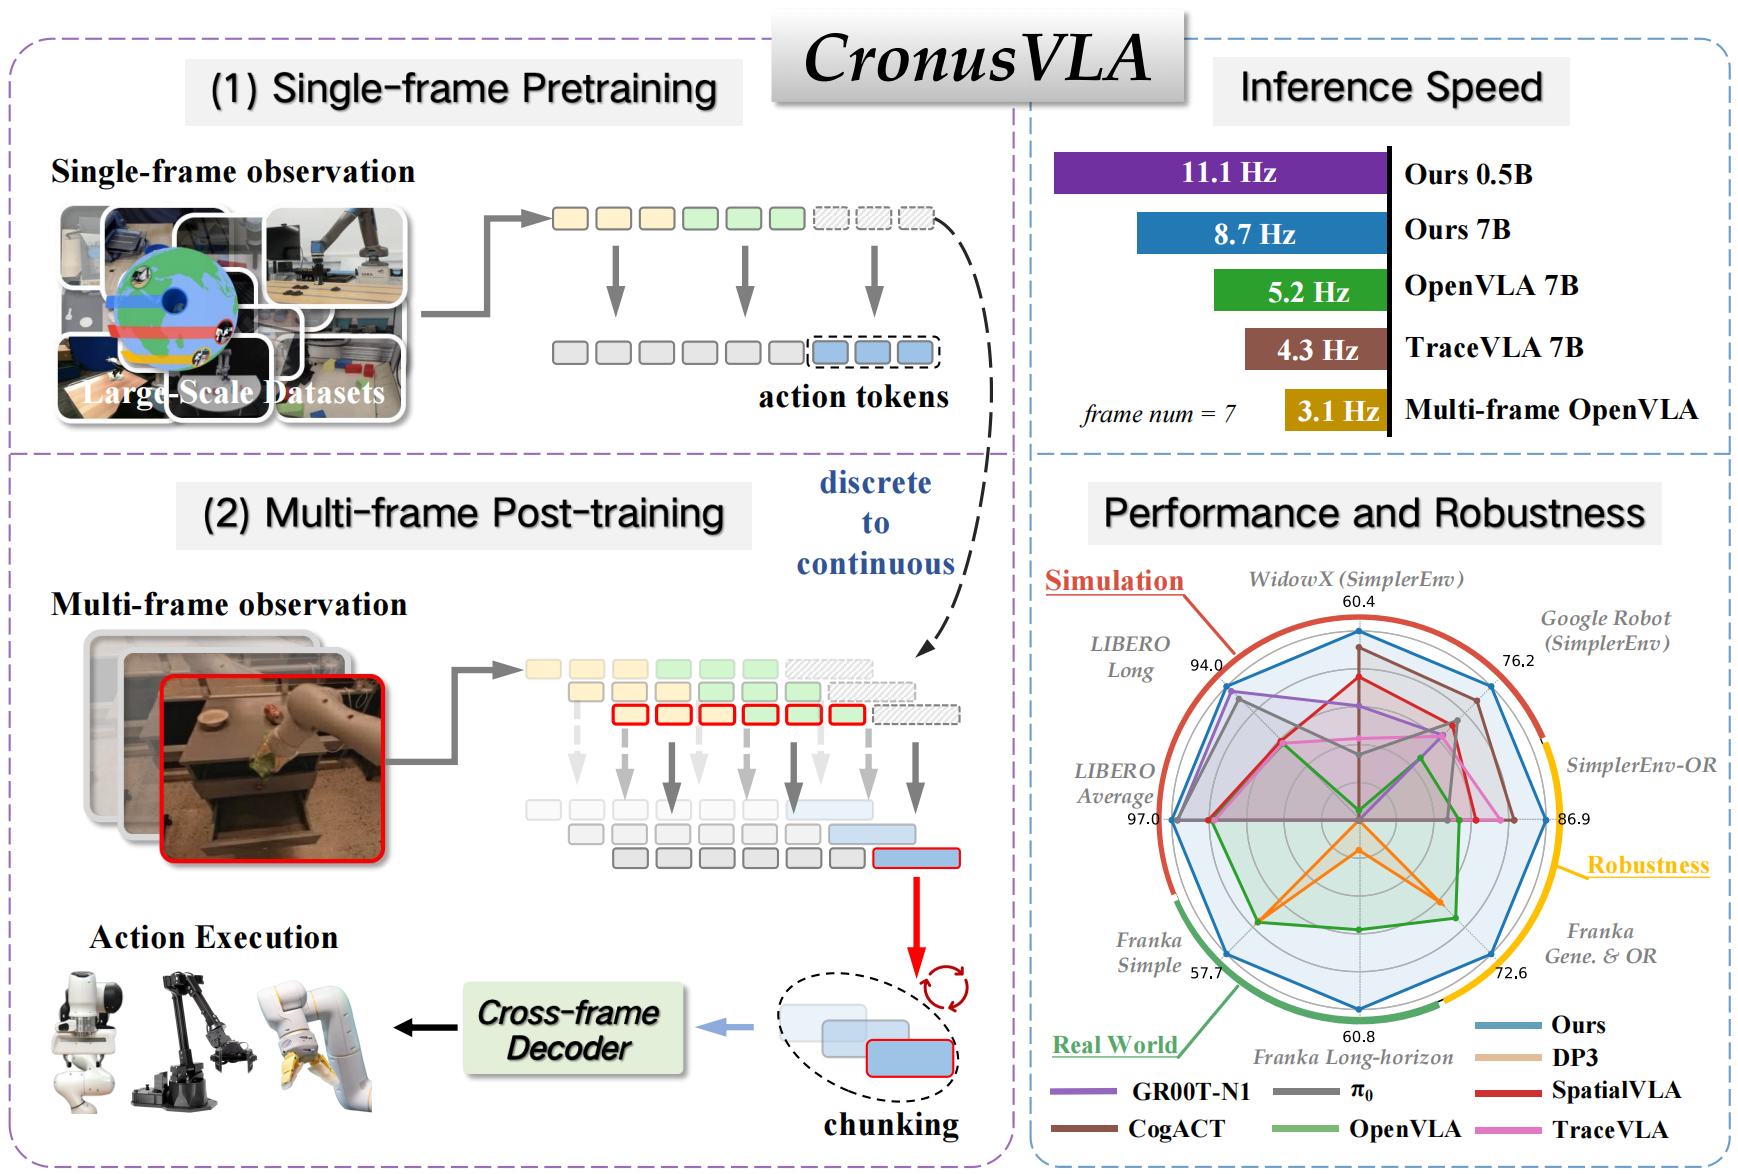 CronusVLA
(1) Single-frame Pretraining
Single-frame observation
Large-Scale Datasets
action tokens
discrete
to
continuous
(2) Multi-frame Post-training
Multi-frame observation
Action Execution
Cross-frame
Decoder
chunking
Inference Speed
11.1 Hz Ours 0.5B
8.7 Hz Ours 7B
5.2 Hz OpenVLA 7B
4.3 Hz TraceVLA 7B
frame num = 7 3.1 Hz Multi-frame OpenVLA
Performance and Robustness
Simulation
WidowX (SimplerEnv)
60.4
Google Robot
(SimplerEnv)
76.2
LIBERO
Long
94.0
SimplerEnv-OR
86.9
LIBERO
Average
97.0
Robustness
Franka
Simple
57.7
Franka
Gene. & OR
72.6
Real World
60.8
Franka Long-horizon
Ours
DP3
GR00T-N1 π0 SpatialVLA
CogACT OpenVLA TraceVLA